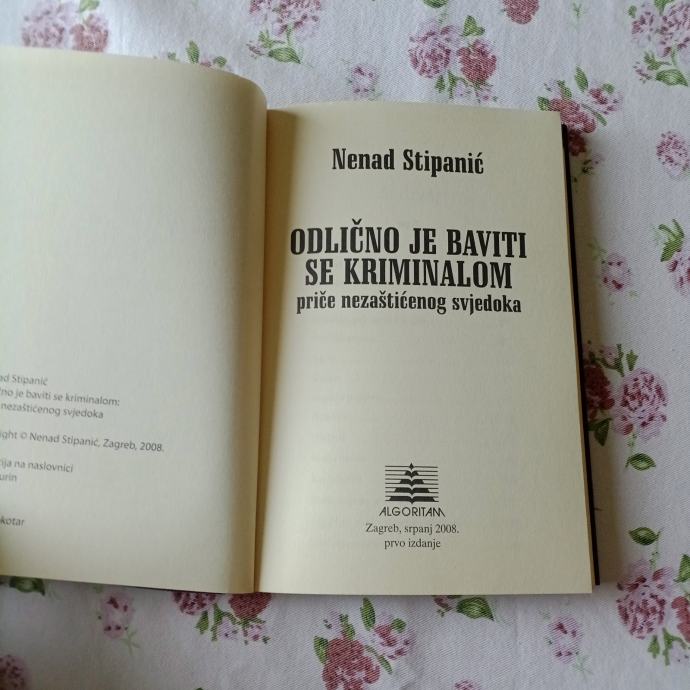 ad Stipanić
no je baviti se kriminalom:
nezaštićenog svjedoka
ight © Nenad Stipanić, Zagreb, 2008.
ija na naslovnici
urin
kotar
Nenad Stipanić
ODLIČNO JE BAVITI
SE KRIMINALOM
priče nezaštićenog svjedoka
ALGORITAM
Zagreb, srpanj 2008.
prvo izdanje